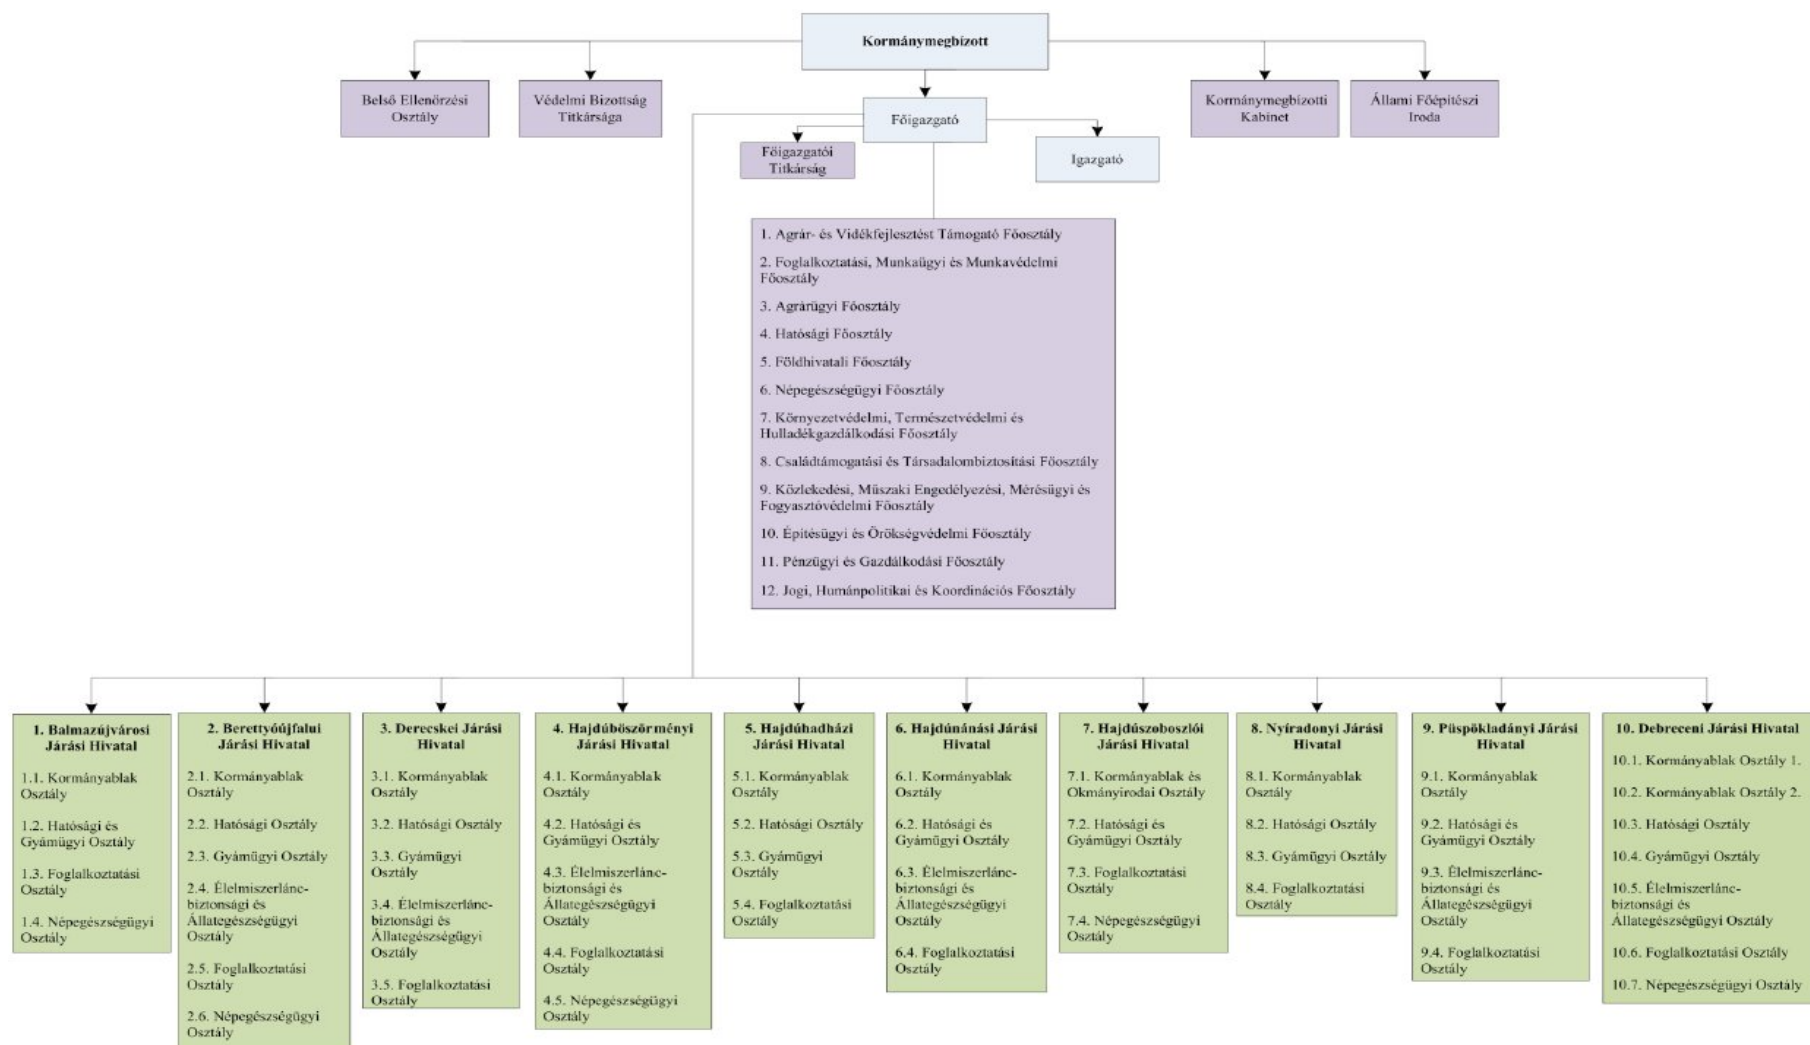 Kormánymegbízott
Belső Ellenőrzési
Osztály
Védelmi Bizottság
Titkársága
Kormánymegbízotti
Kabinet
Állami Főépítészi
Iroda
Főigazgató
Főigazgatói
Titkárság
Igazgató
1. Agrár- és Vidékfejlesztést Támogató Főosztály
2. Foglalkoztatási, Munkaügyi és Munkavédelmi
Főosztály
3. Agrárügyi Főosztály
4. Hatósági Főosztály
5. Földhivatali Főosztály
6. Népegészségügyi Főosztály
7. Környezetvédelmi, Természetvédelmi és
Hulladékgazdálkodási Főosztály
8. Családtámogatási és Társadalombiztosítási Főosztály
9. Közlekedési, Műszaki Engedélyezési, Mérésügyi és
Fogyasztóvédelmi Főosztály
10. Építésügyi és Örökségvédelmi Főosztály
11. Pénzügyi és Gazdálkodási Főosztály
12. Jogi, Humánpolitikai és Koordinációs Főosztály
1. Balmazújvárosi
Járási Hivatal
1.1. Kormányablak
Osztály
1.2. Hatósági és
Gyámügyi Osztály
1.3. Foglalkoztatási
Osztály
1.4. Népegészségügyi
Osztály
2. Berettyóújfalui
Járási Hivatal
2.1. Kormányablak
Osztály
2.2. Hatósági Osztály
2.3. Gyámügyi Osztály
2.4. Élelmiszerlánc-
biztonsági és
Állategészségügyi
Osztály
2.5. Foglalkoztatási
Osztály
2.6. Népegészségügyi
Osztály
3. Derecskei Járási
Hivatal
3.1. Kormányablak
Osztály
3.2. Hatósági Osztály
3.3. Gyámügyi
Osztály
3.4. Élelmiszerlánc-
biztonsági és
Állategészségügyi
Osztály
3.5. Foglalkoztatási
Osztály
4. Hajdúböszörményi
Járási Hivatal
4.1. Kormányablak
Osztály
4.2. Hatósági és
Gyámügyi Osztály
4.3. Élelmiszerlánc-
biztonsági és
Állategészségügyi
Osztály
4.4. Foglalkoztatási
Osztály
4.5. Népegészségügyi
Osztály
5. Hajdúhadházi
Járási Hivatal
5.1. Kormányablak
Osztály
5.2. Hatósági Osztály
5.3. Gyámügyi
Osztály
5.4. Foglalkoztatási
Osztály
6. Hajdúnánási Járási
Hivatal
6.1. Kormányablak
Osztály
6.2. Hatósági és
Gyámügyi Osztály
6.3. Élelmiszerlánc-
biztonsági és
Állategészségügyi
Osztály
6.4. Foglalkoztatási
Osztály
7. Hajdúszoboszlói
Járási Hivatal
7.1. Kormányablak és
Okmányirodai Osztály
7.2. Hatósági és
Gyámügyi Osztály
7.3. Foglalkoztatási
Osztály
7.4. Népegészségügyi
Osztály
8. Nyíradonyi Járási
Hivatal
8.1. Kormányablak
Osztály
8.2. Hatósági Osztály
8.3. Gyámügyi Osztály
8.4. Foglalkoztatási
Osztály
9. Püspökladányi Járási
Hivatal
9.1. Kormányablak
Osztály
9.2. Hatósági és
Gyámügyi Osztály
9.3. Élelmiszerlánc-
biztonsági és
Állategészségügyi
Osztály
9.4. Foglalkoztatási
Osztály
10. Debreceni Járási Hivatal
10.1. Kormányablak Osztály 1.
10.2. Kormányablak Osztály 2.
10.3. Hatósági Osztály
10.4. Gyámügyi Osztály
10.5. Élelmiszerlánc-
biztonsági és
Állategészségügyi Osztály
10.6. Foglalkoztatási Osztály
10.7. Népegészségügyi Osztály